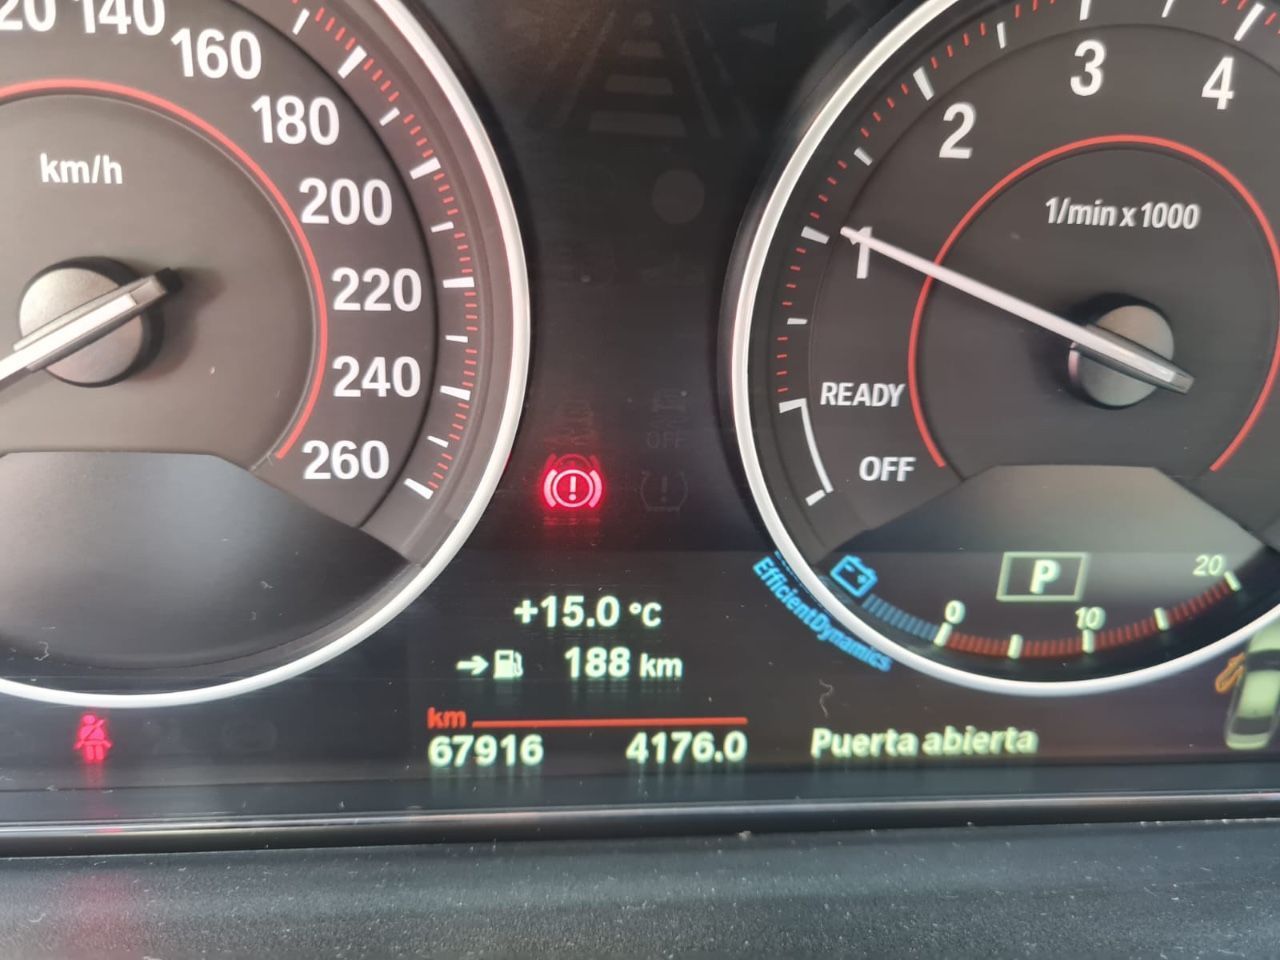 140
160
180
200
220
240
260
km/h
1
2
3
4
1/min x 1000
READY
OFF
OFF
P
0
10
20
EfficientDynamics
+15.0 °C
188 km
km
67916 4176.0
Puerta abierta